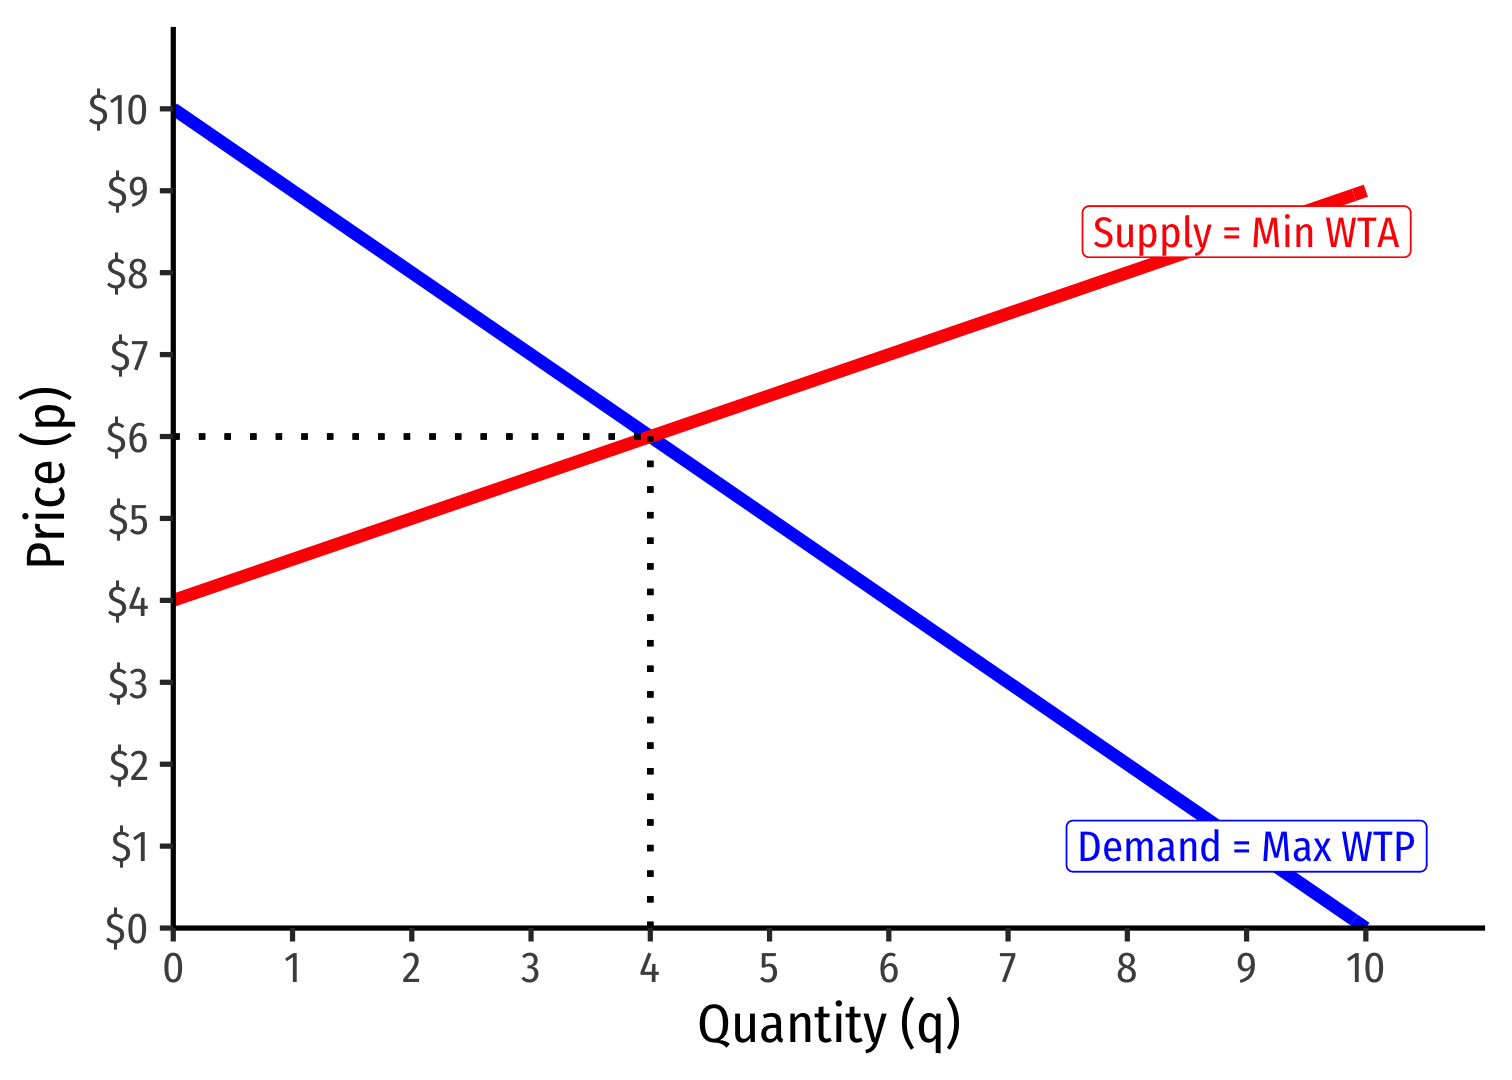 $10
$9
Supply = Min WTA
$8
$7
$6
$5
$4
$3
$2
$1
Demand = Max WTP
$0
Price (p)
0 1 2 3 4 5 6 7 8 9 10
Quantity (q)